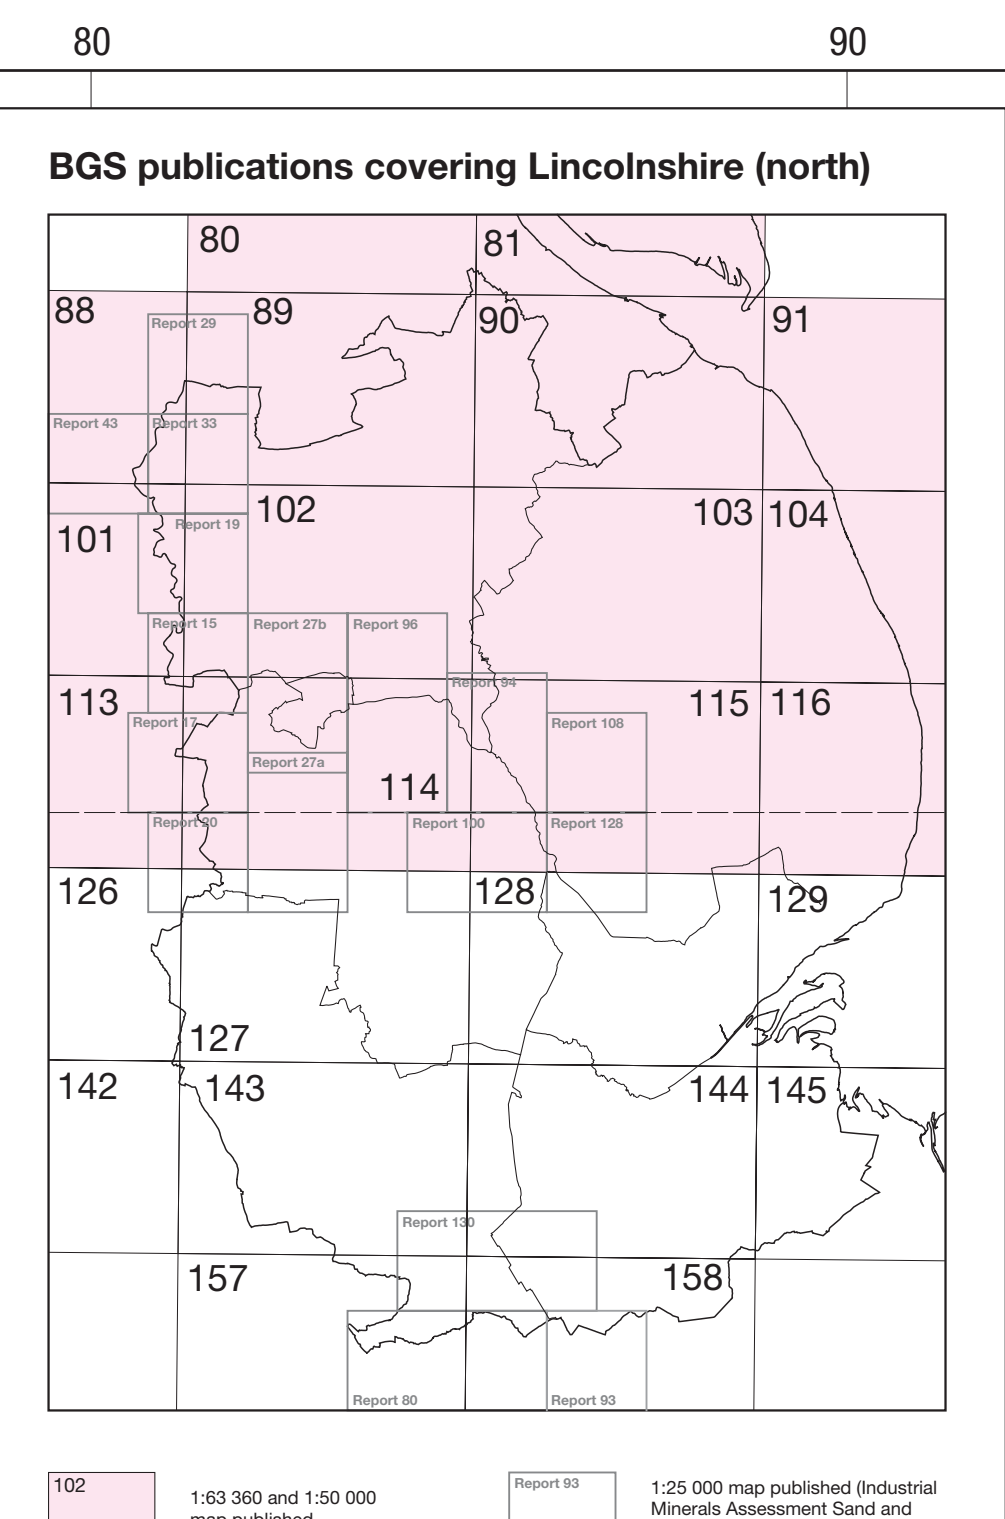 80 90
BGS publications covering Lincolnshire (north)
80 81
88 89 90 91
Report 29
Report 43 Report 33
102 103 104
101 Report 19
Report 15 Report 27b Report 96
113 Report 94 115 116
Report 17 Report 108
Report 27a
114
Report 20 Report 100 Report 128
126 128 129
127
142 143 144 145
Report 130
157 158
Report 80 Report 93
102 Report 93
1:63 360 and 1:50 000
map published
1:25 000 map published (Industrial
Minerals Assessment Sand and